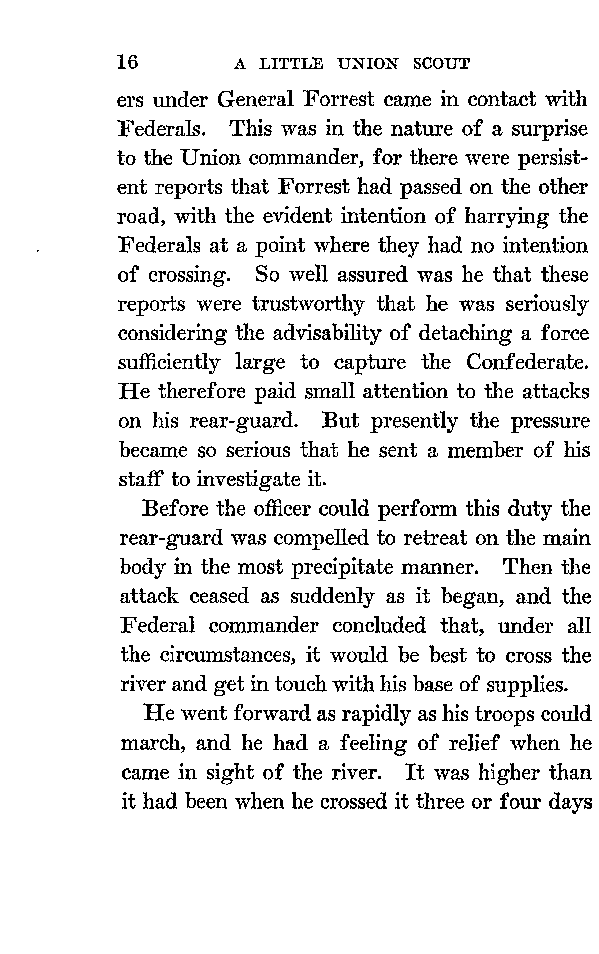 16 A LITTLE UNION SCOUT
ers under General Forrest came in contact with
Federals. This was in the nature of a surprise
to the Union commander, for there were persist-
ent reports that Forrest had passed on the other
road, with the evident intention of harrying the
Federals at a point where they had no intention
of crossing. So well assured was he that these
reports were trustworthy that he was seriously
considering the advisability of detaching a force
sufficiently large to capture the Confederate.
He therefore paid small attention to the attacks
on his rear-guard. But presently the pressure
became so serious that he sent a member of his
staff to investigate it.
Before the officer could perform this duty the
rear-guard was compelled to retreat on the main
body in the most precipitate manner. Then the
attack ceased as suddenly as it began, and the
Federal commander concluded that, under all
the circumstances, it would be best to cross the
river and get in touch with his base of supplies.
He went forward as rapidly as his troops could
march, and he had a feeling of relief when he
came in sight of the river. It was higher than
it had been when he crossed it three or four days